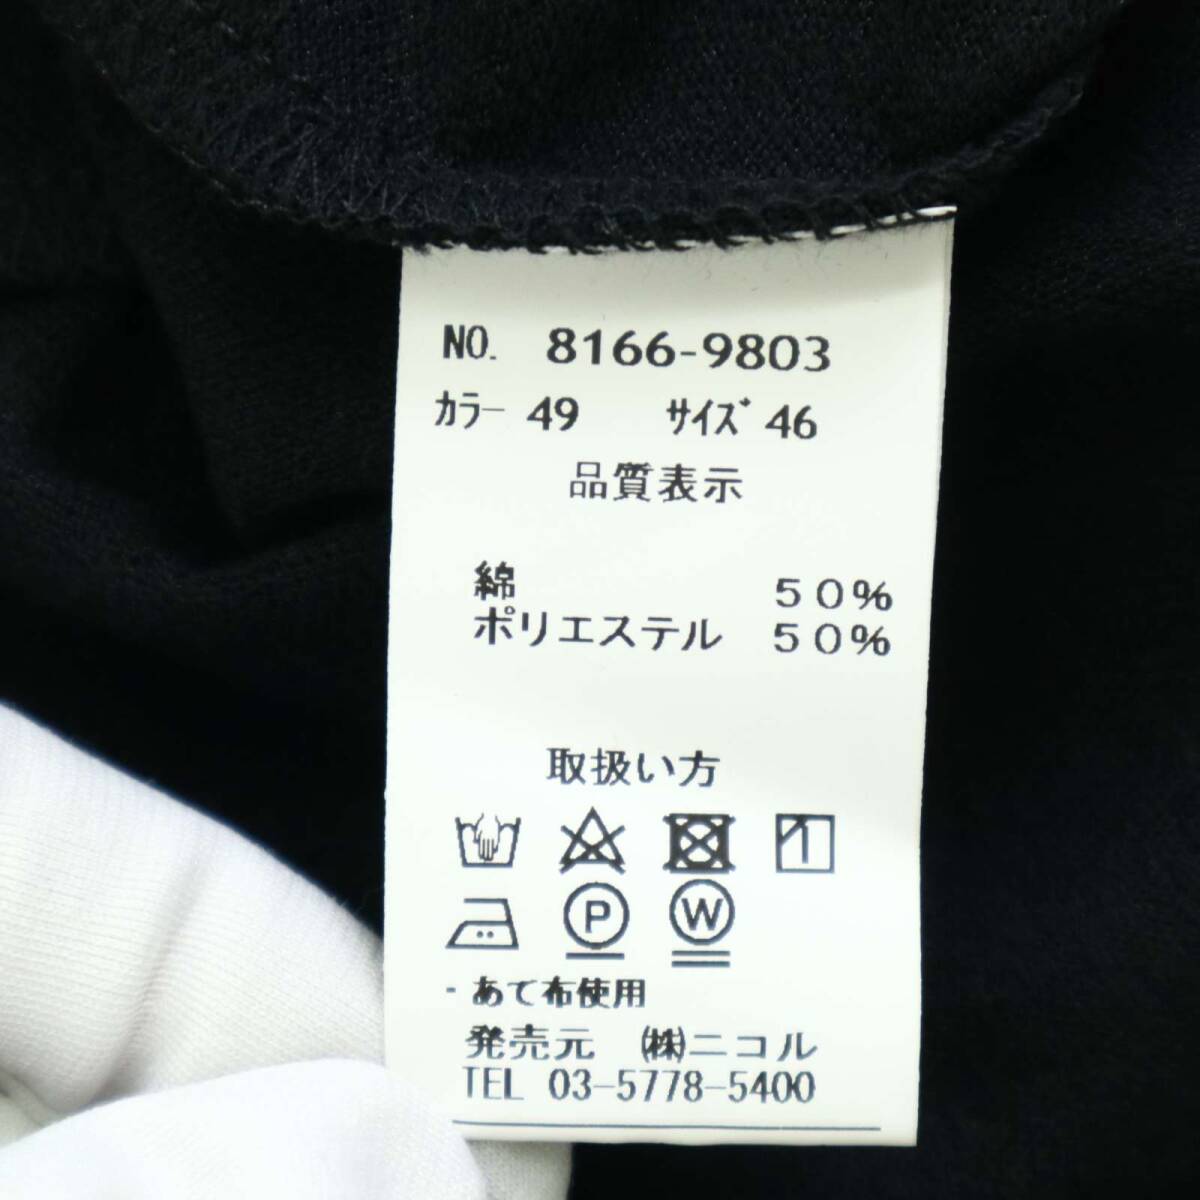 NO. 8166-9803
ｶﾗｰ 49 ｻｲｽﾞ 46
品質表示
綿 ５０％
ポリエステル ５０％
取扱い方
P W
・あて布使用
発売元 ㈱ニコル
TEL 03-5778-5400